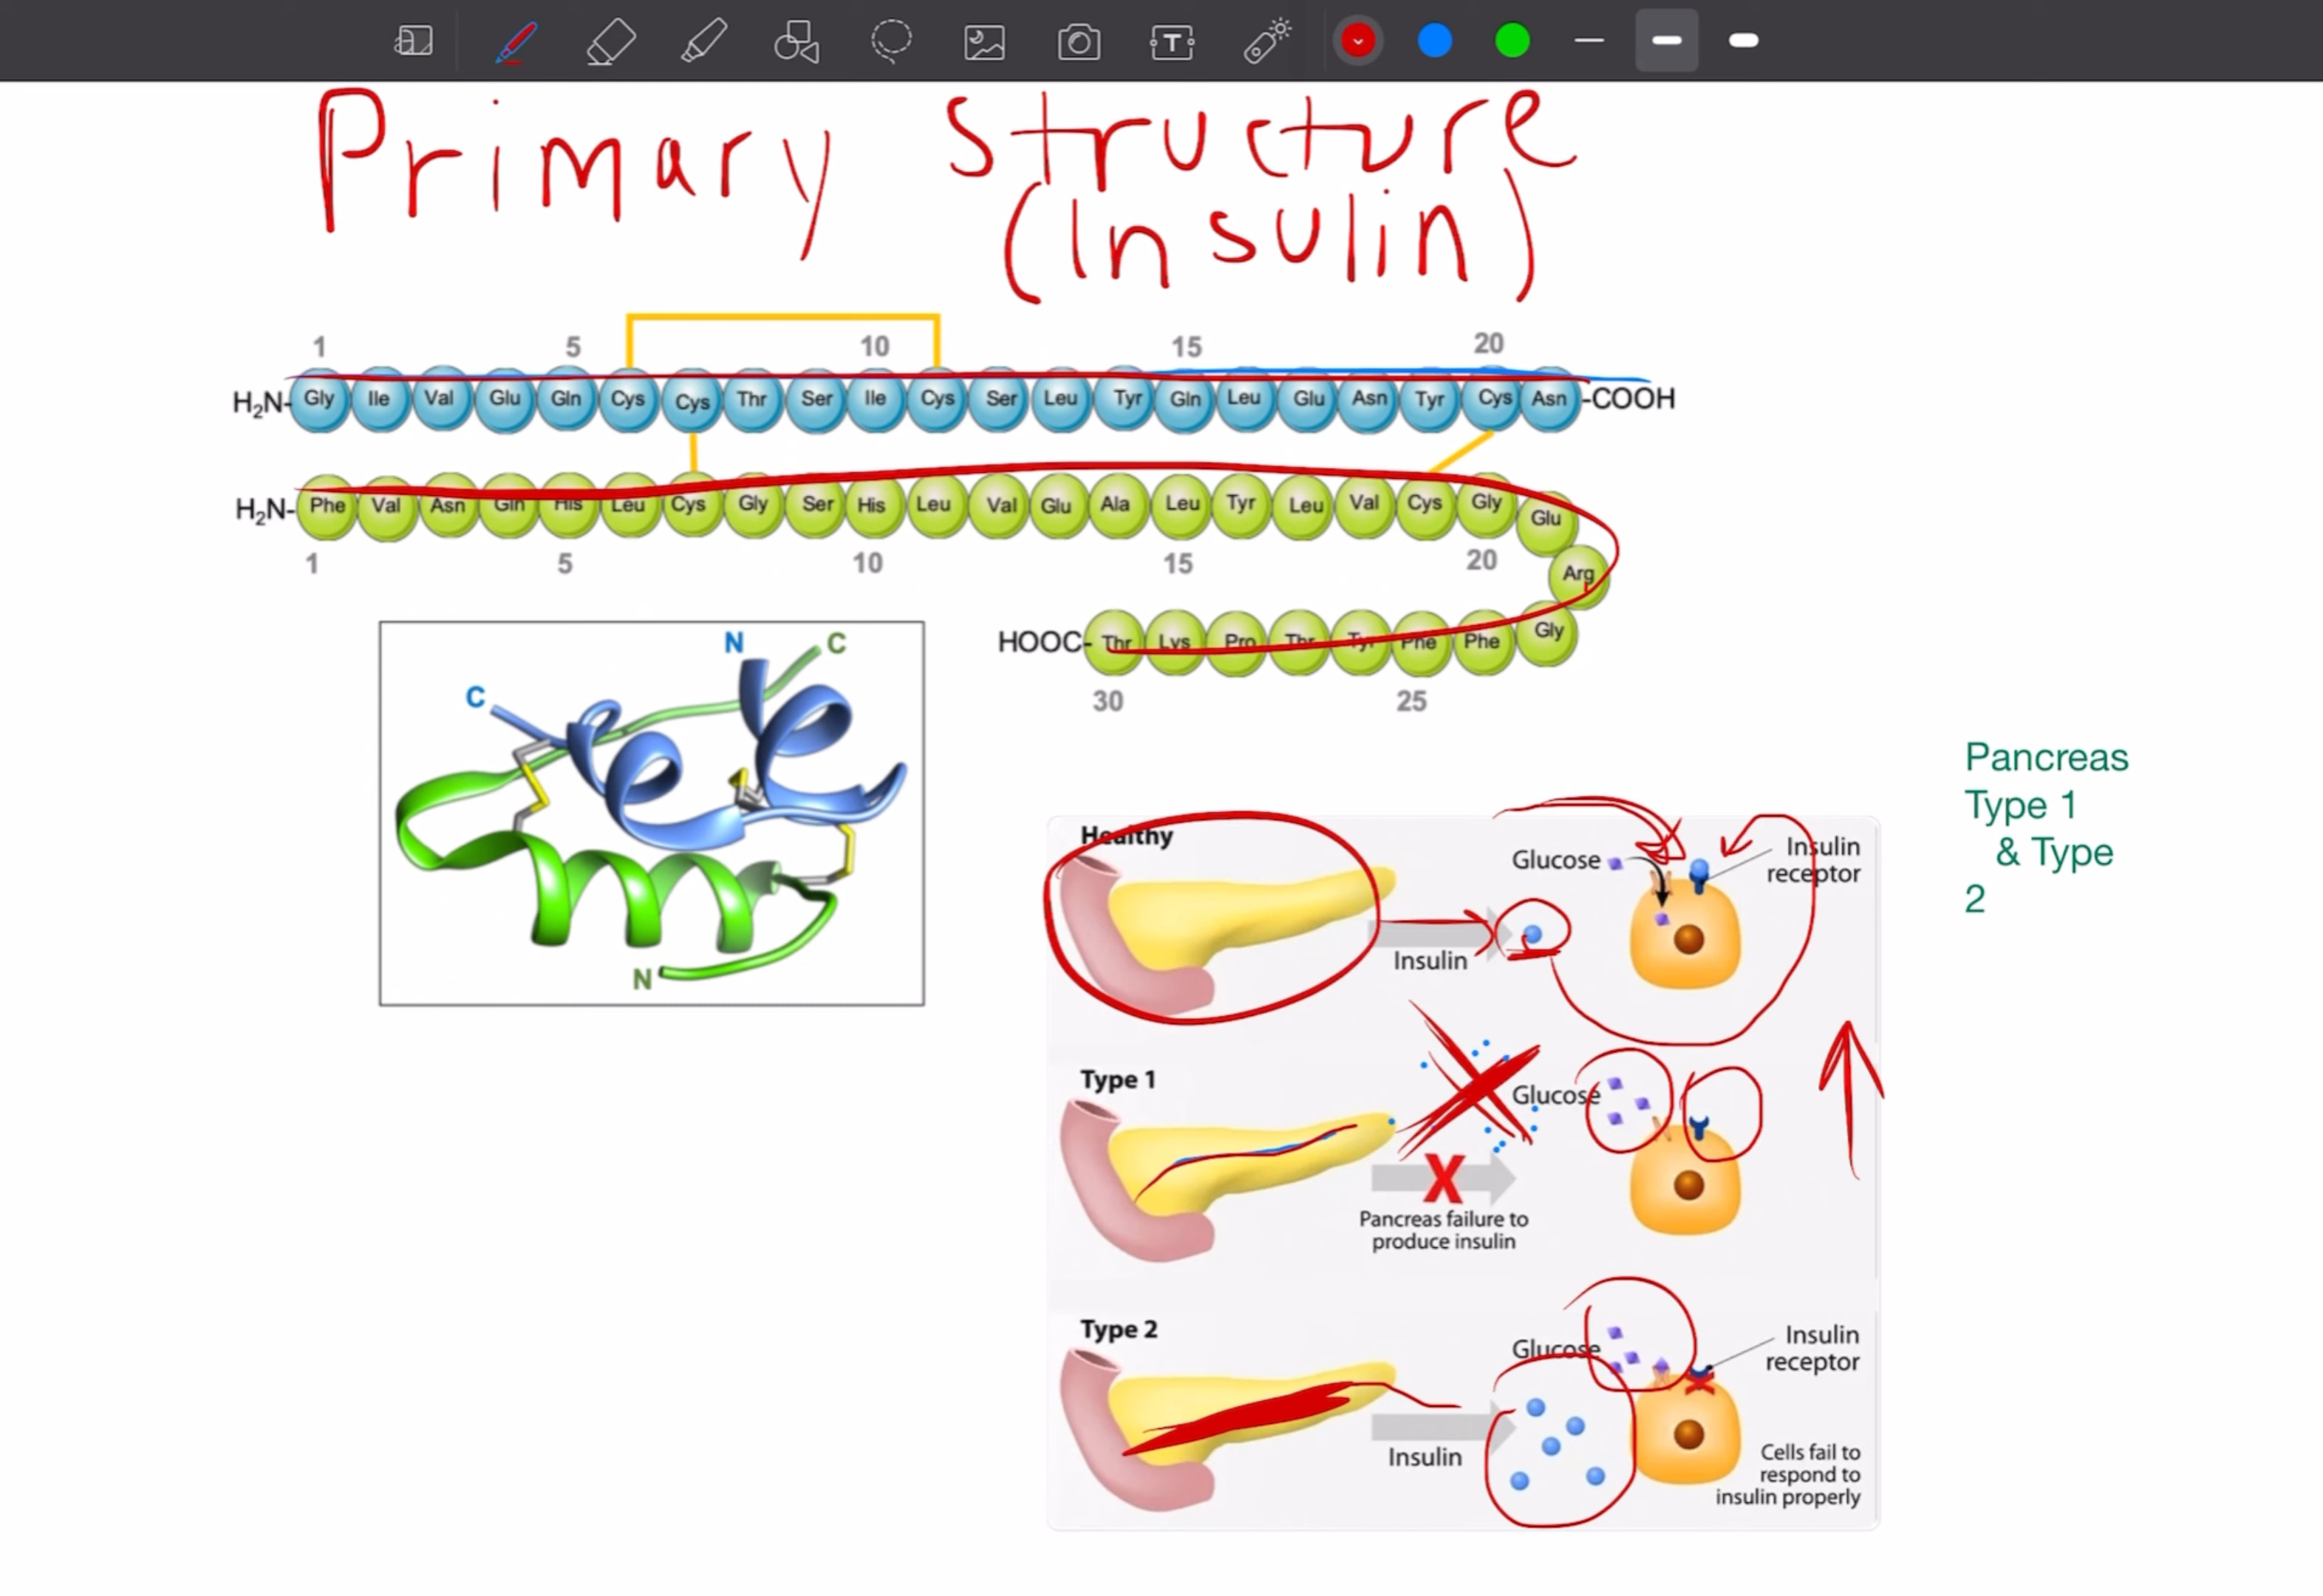 Primary Structure
(Insulin)
1 5 10 15 20
H₂N- Gly Ile Val Glu Gln Cys Cys Thr Ser Ile Cys Ser Leu Tyr Gln Leu Glu Asn Tyr Cys Asn -COOH
H₂N- Phe Val Asn Gln His Leu Cys Gly Ser His Leu Val Glu Ala Leu Tyr Leu Val Cys Gly Glu
1 5 10 15 20
Arg
HOOC- Thr Lys Pro Thr Tyr Phe Phe Gly
30 25
N C
C
N
Pancreas
Type 1
& Type
2
Healthy
Glucose
Insulin
receptor
Insulin
Type 1
Glucose
X
Pancreas failure to
produce insulin
Type 2
Glucose
Insulin
receptor
Insulin
Cells fail to
respond to
insulin properly